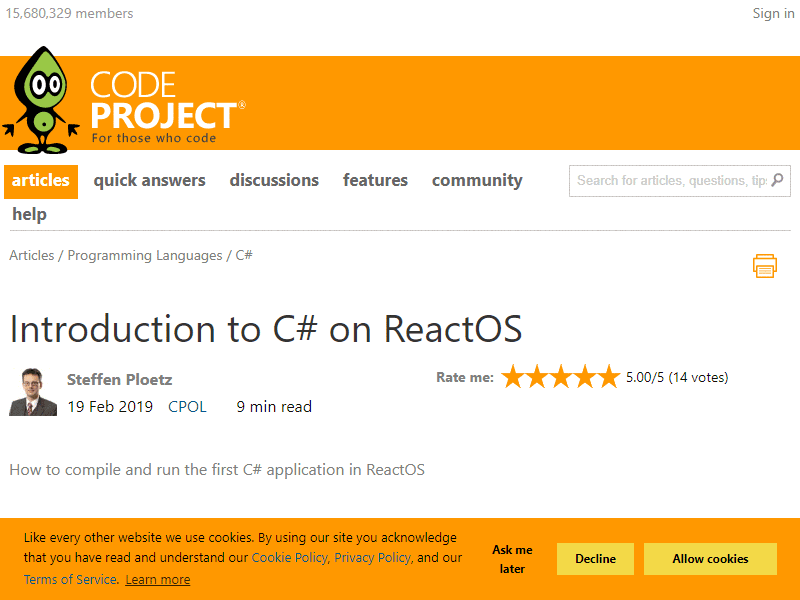 15,680,329 members
Sign in
CODE
PROJECT®
For those who code
articles
quick answers
discussions
features
community
Search for articles, questions, tips
help
Articles / Programming Languages / C#
Introduction to C# on ReactOS
Steffen Ploetz
Rate me:
5.00/5 (14 votes)
19 Feb 2019
CPOL
9 min read
How to compile and run the first C# application in ReactOS
Like every other website we use cookies. By using our site you acknowledge
that you have read and understand our Cookie Policy, Privacy Policy, and our
Terms of Service. Learn more
Ask me
later
Decline
Allow cookies